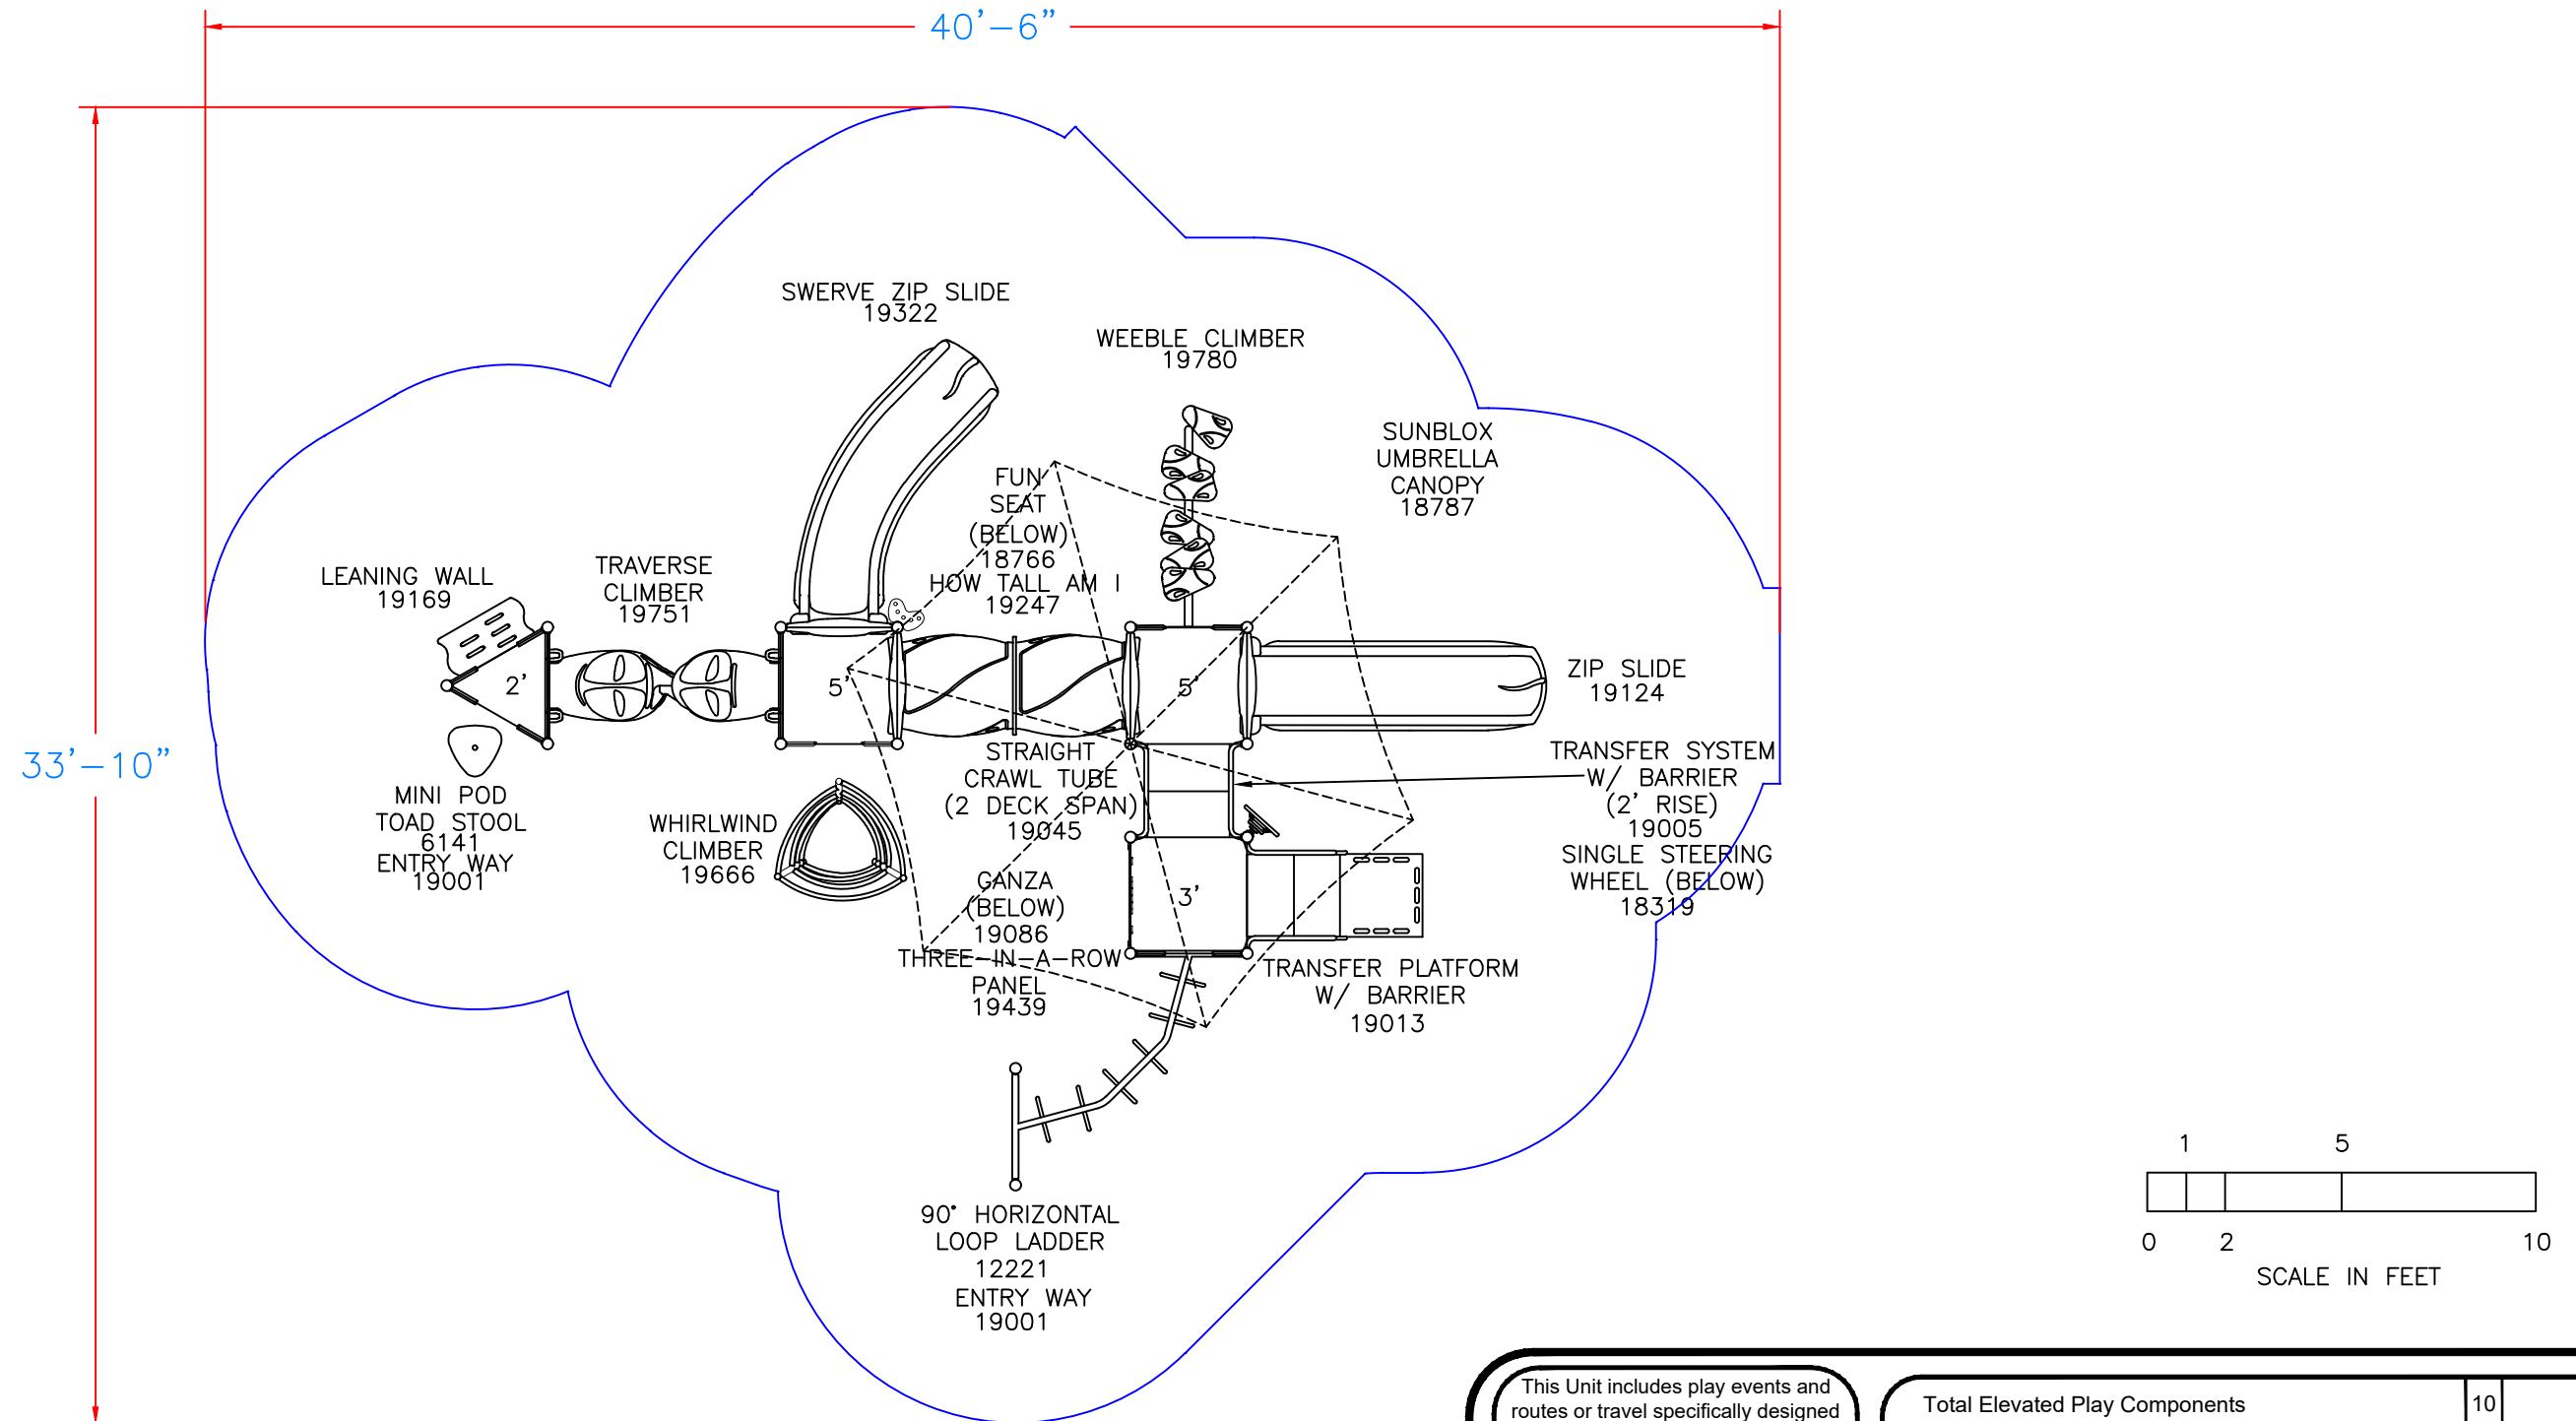 40'-6"
33'-10"
SWERVE ZIP SLIDE
19322
WEEBLE CLIMBER
19780
SUNBLOX
UMBRELLA
CANOPY
18787
FUN
SEAT
(BELOW)
18766
HOW TALL AM I
19247
LEANING WALL
19169
TRAVERSE
CLIMBER
19751
2'
5'
5'
ZIP SLIDE
19124
MINI POD
TOAD STOOL
6141
ENTRY WAY
19001
WHIRLWIND
CLIMBER
19666
STRAIGHT
CRAWL TUBE
(2 DECK SPAN)
19045
TRANSFER SYSTEM
W/ BARRIER
(2' RISE)
19005
SINGLE STEERING
WHEEL (BELOW)
18319
GANZA
(BELOW)
19086
THREE-IN-A-ROW
PANEL
19439
3'
TRANSFER PLATFORM
W/ BARRIER
19013
90° HORIZONTAL
LOOP LADDER
12221
ENTRY WAY
19001
1 5
0 2 10
SCALE IN FEET
This Unit includes play events and
routes or travel specifically designed
Total Elevated Play Components 10